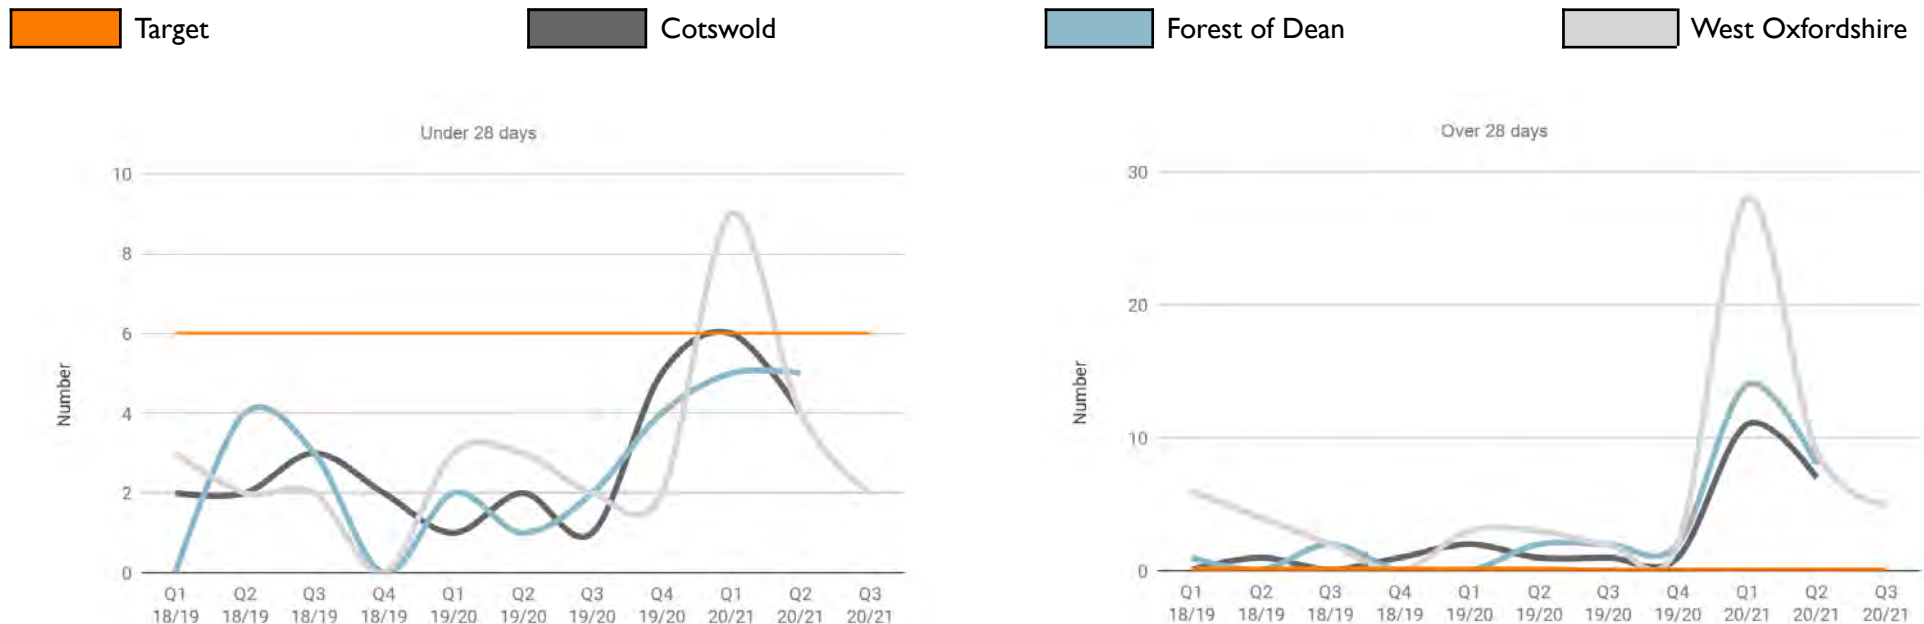 Target
Cotswold
Forest of Dean
West Oxfordshire
Under 28 days
10
8
6
4
2
0
Number
Q1 Q2 Q3 Q4 Q1 Q2 Q3 Q4 Q1 Q2 Q3
18/19 18/19 18/19 18/19 19/20 19/20 19/20 19/20 20/21 20/21 20/21
Over 28 days
30
20
10
0
Number
Q1 Q2 Q3 Q4 Q1 Q2 Q3 Q4 Q1 Q2 Q3
18/19 18/19 18/19 18/19 19/20 19/20 19/20 19/20 20/21 20/21 20/21